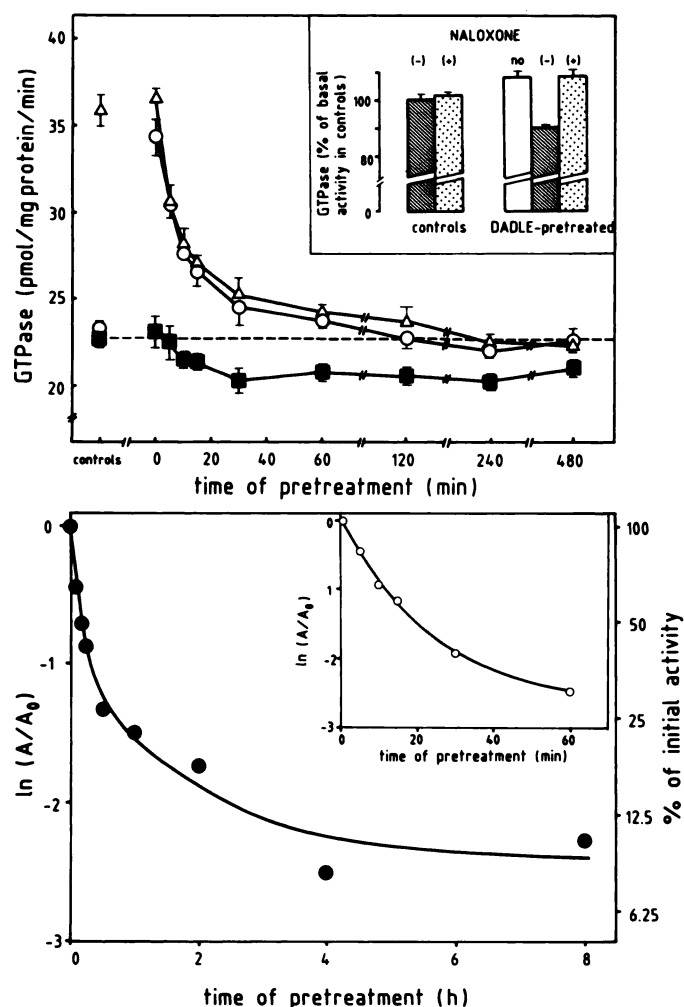 40
35
30
25
20
GTPase (pmol/mg protein/min)
controls
0
20
40
60
120
240
480
time of pretreatment (min)
NALOXONE
(-)
(+)
no
(-)
(+)
100
80
0
GTPase (% of basal
activity in controls)
controls
DADLE-pretreated
0
-1
-2
-3
ln (A/A0)
0
2
4
6
8
time of pretreatment (h)
100
50
25
12.5
6.25
% of initial activity
0
1
-2
-3
ln (A/A0)
0
20
40
60
time of pretreatment (min)